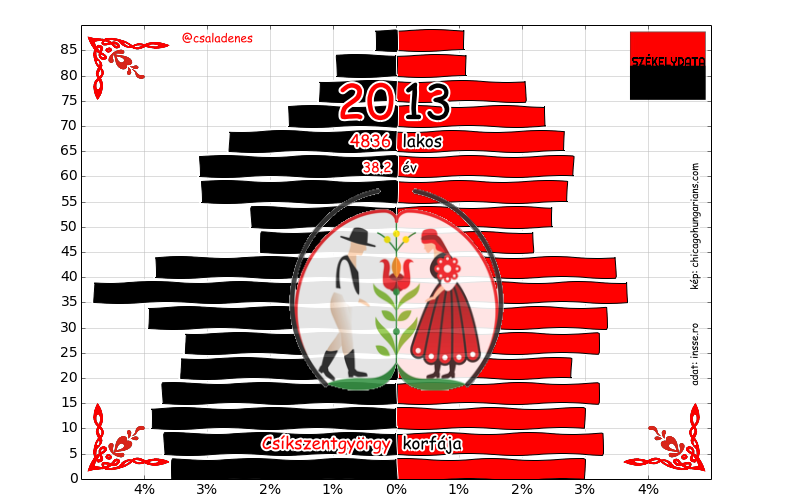 @csaladenes
SZÉKELYDATA
2013
4836 lakos
38.2 év
kép: chicagohungarians.com
adat: insse.ro
Csíkszentgyörgy korfája
85
80
75
70
65
60
55
50
45
40
35
30
25
20
15
10
5
0
4% 3% 2% 1% 0% 1% 2% 3% 4%